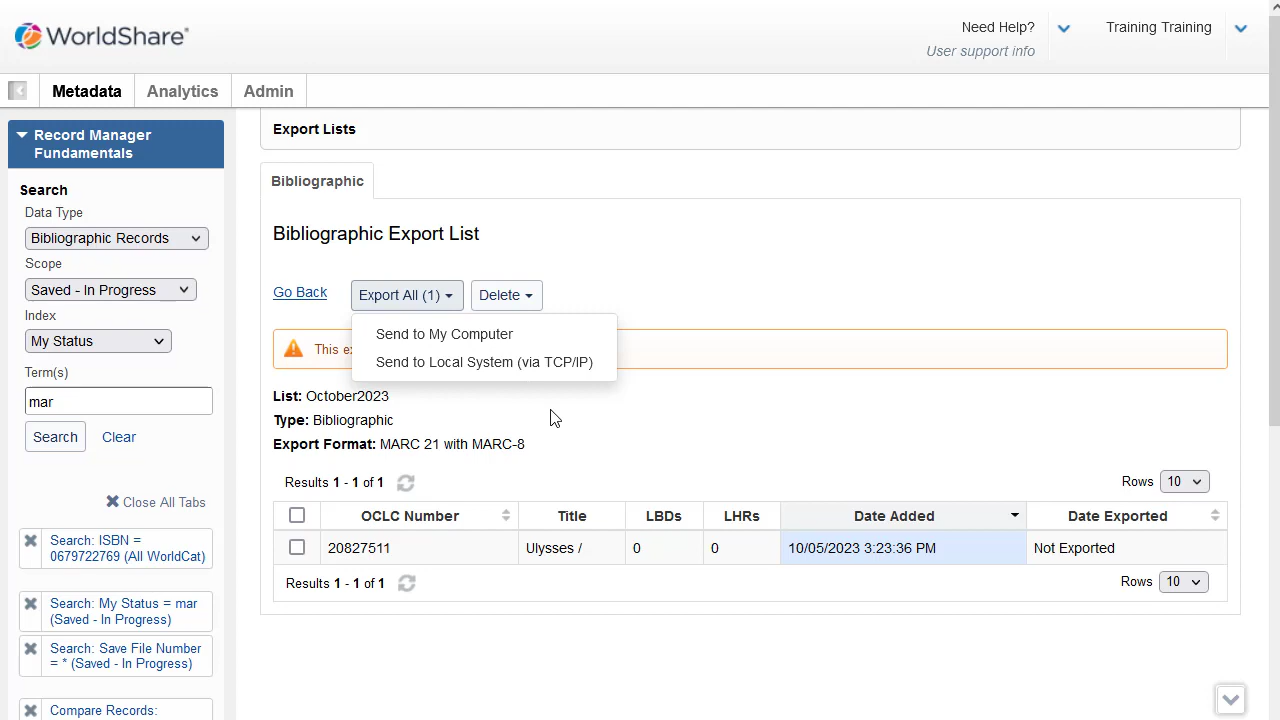 WorldShare®
Need Help?
User support info
Training Training
Metadata
Analytics
Admin
Record Manager
Fundamentals
Search
Data Type
Bibliographic Records
Scope
Saved - In Progress
Index
My Status
Term(s)
mar
Search
Clear
Close All Tabs
Search: ISBN =
0679722769 (All WorldCat)
Search: My Status = mar
(Saved - In Progress)
Search: Save File Number
= * (Saved - In Progress)
Compare Records:
Export Lists
Bibliographic
Bibliographic Export List
Go Back
Export All (1)
Delete
Send to My Computer
Send to Local System (via TCP/IP)
This
List: October2023
Type: Bibliographic
Export Format: MARC 21 with MARC-8
Results 1 - 1 of 1
Rows 10
OCLC Number Title LBDs LHRs Date Added Date Exported
20827511 Ulysses / 0 0 10/05/2023 3:23:36 PM Not Exported
Results 1 - 1 of 1
Rows 10